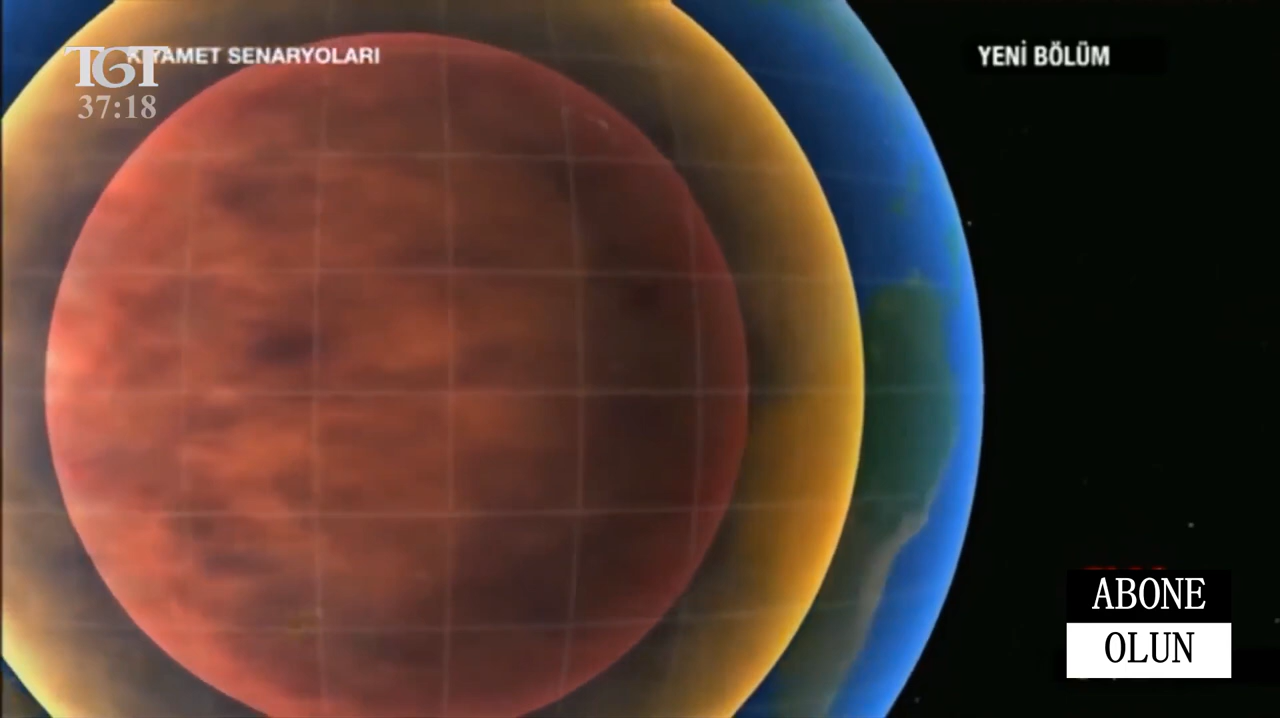 KIYAMET SENARYOLARI
TGT
37:18
YENİ BÖLÜM
ABONE
OLUN